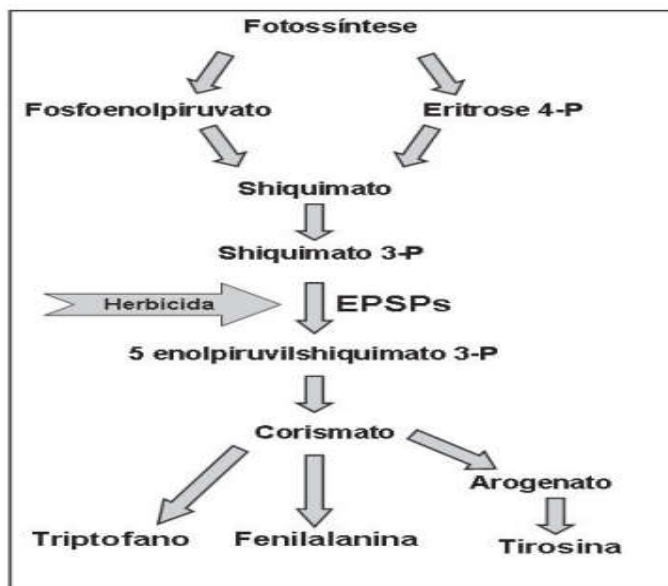 Fotossíntese
Fosfoenolpiruvato Eritrose 4-P
Shiquimato
Shiquimato 3-P
Herbicida EPSPs
5 enolpiruvilshiquimato 3-P
Corismato
Arogenato
Triptofano Fenilalanina Tirosina